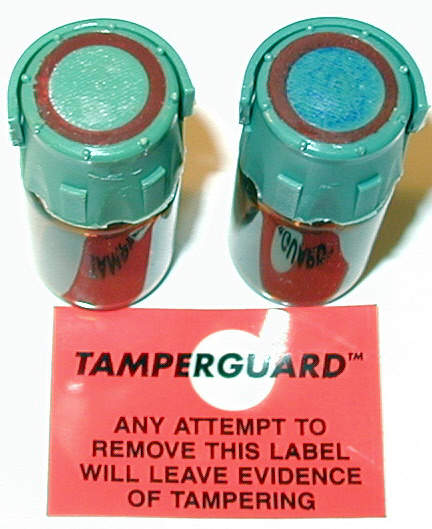 TAMPERGUARD™
ANY ATTEMPT TO
REMOVE THIS LABEL
WILL LEAVE EVIDENCE
OF TAMPERING